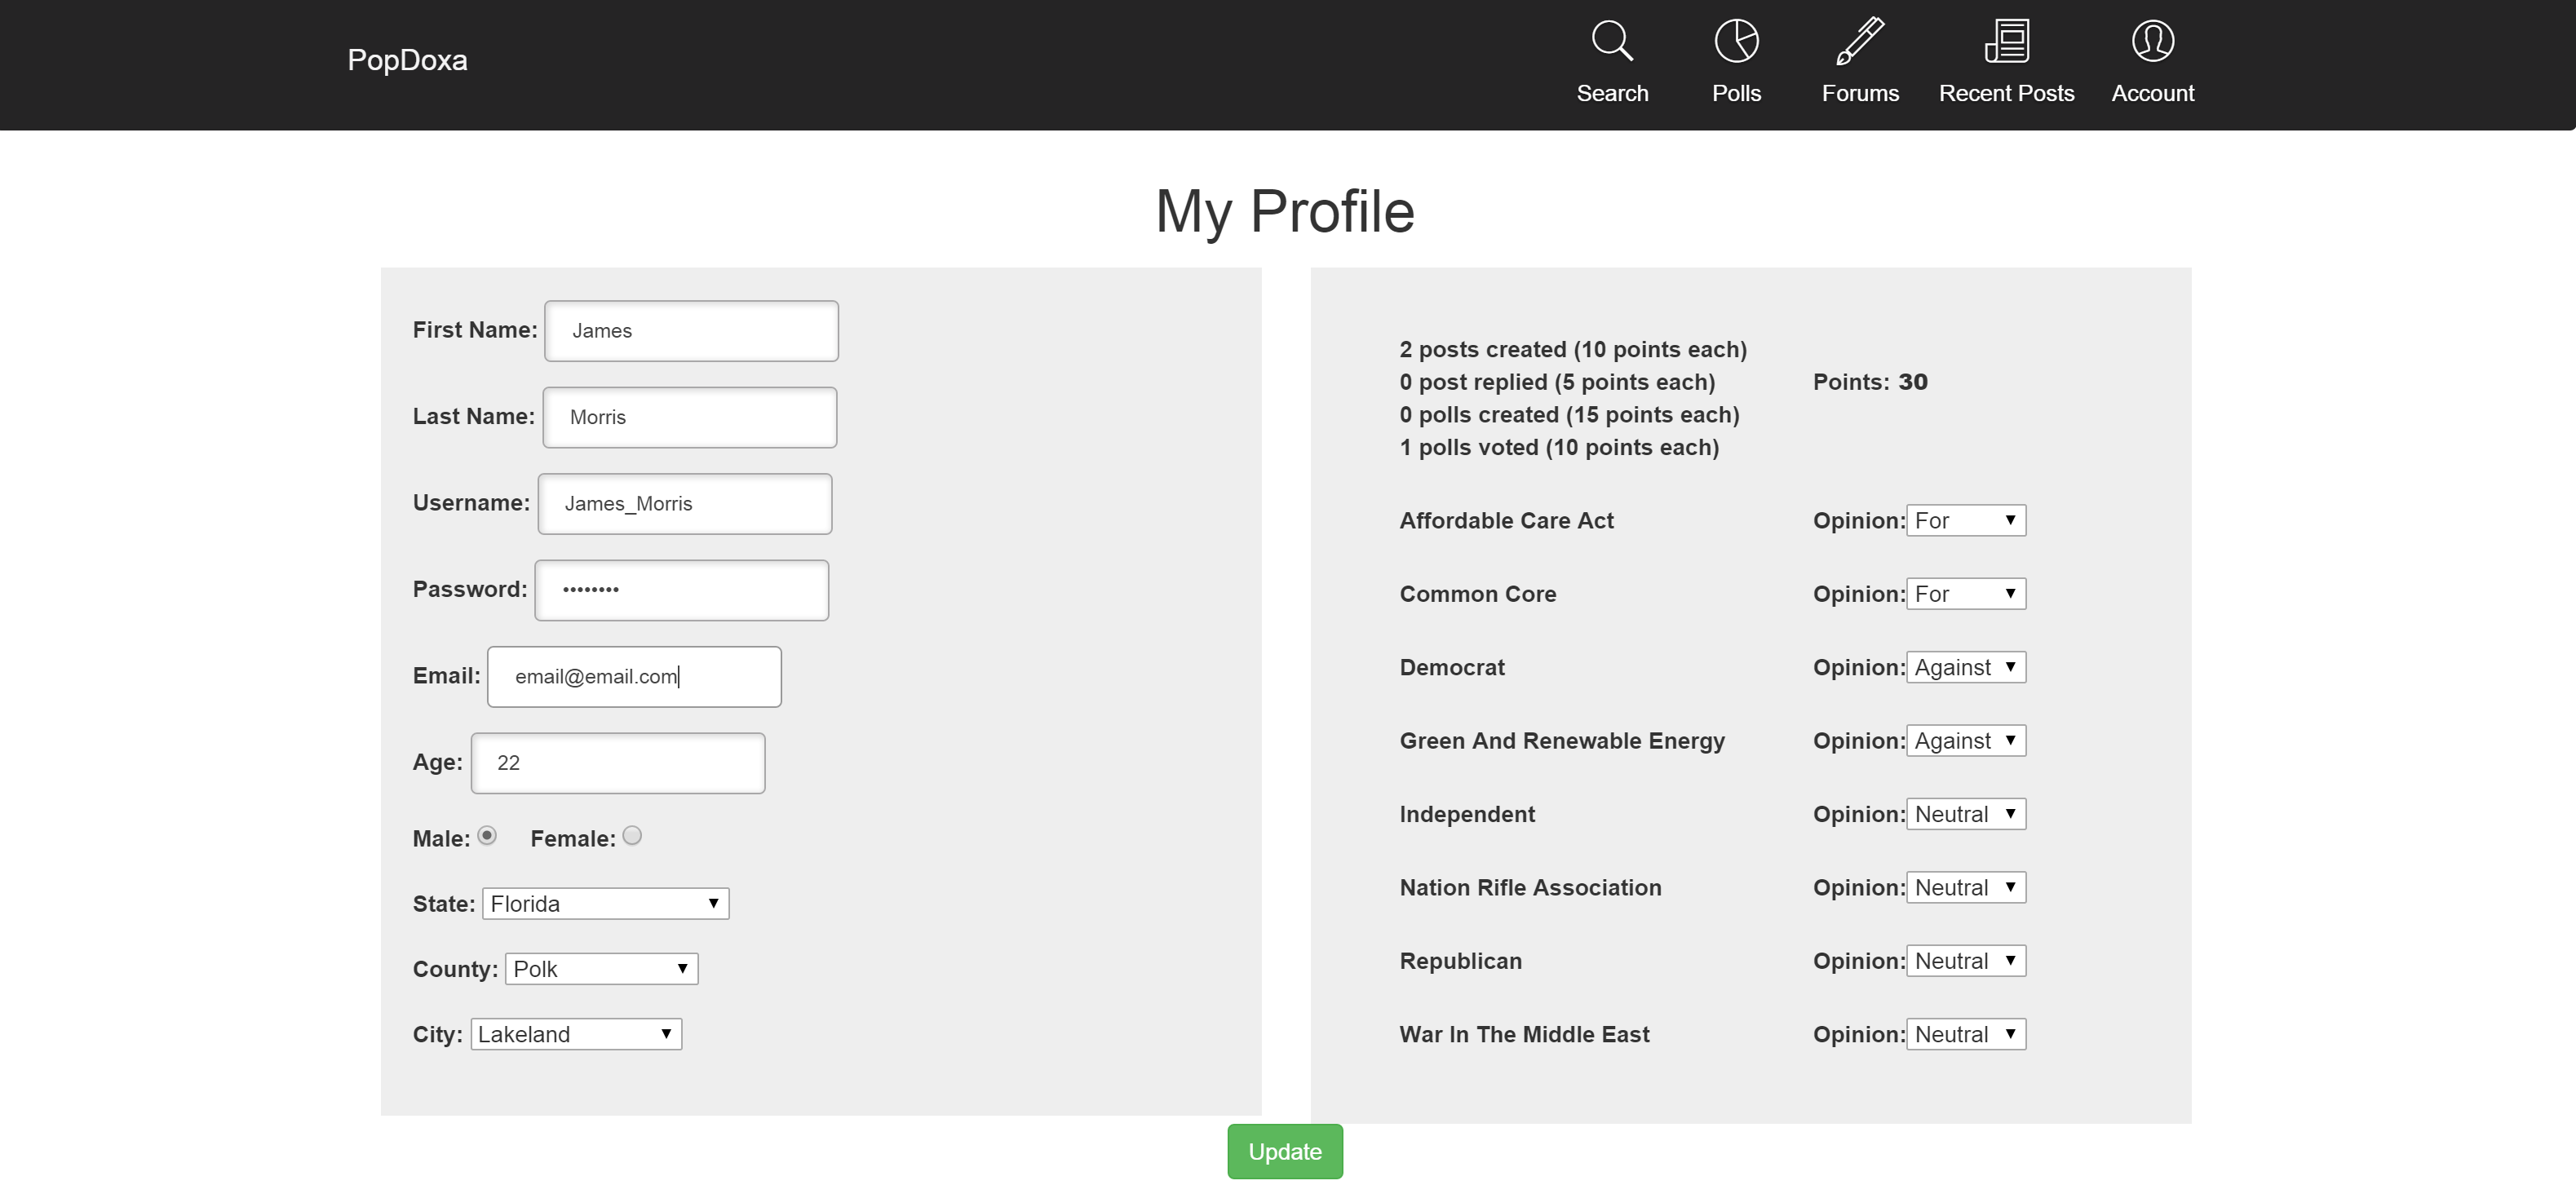 PopDoxa
Search
Polls
Forums
Recent Posts
Account
My Profile
First Name: James
Last Name: Morris
Username: James_Morris
Password: ••••••••
Email: email@email.com
Age: 22
Male: Female:
State: Florida
County: Polk
City: Lakeland
2 posts created (10 points each)
0 post replied (5 points each)
0 polls created (15 points each)
1 polls voted (10 points each)
Points: 30
Affordable Care Act Opinion: For
Common Core Opinion: For
Democrat Opinion: Against
Green And Renewable Energy Opinion: Against
Independent Opinion: Neutral
Nation Rifle Association Opinion: Neutral
Republican Opinion: Neutral
War In The Middle East Opinion: Neutral
Update